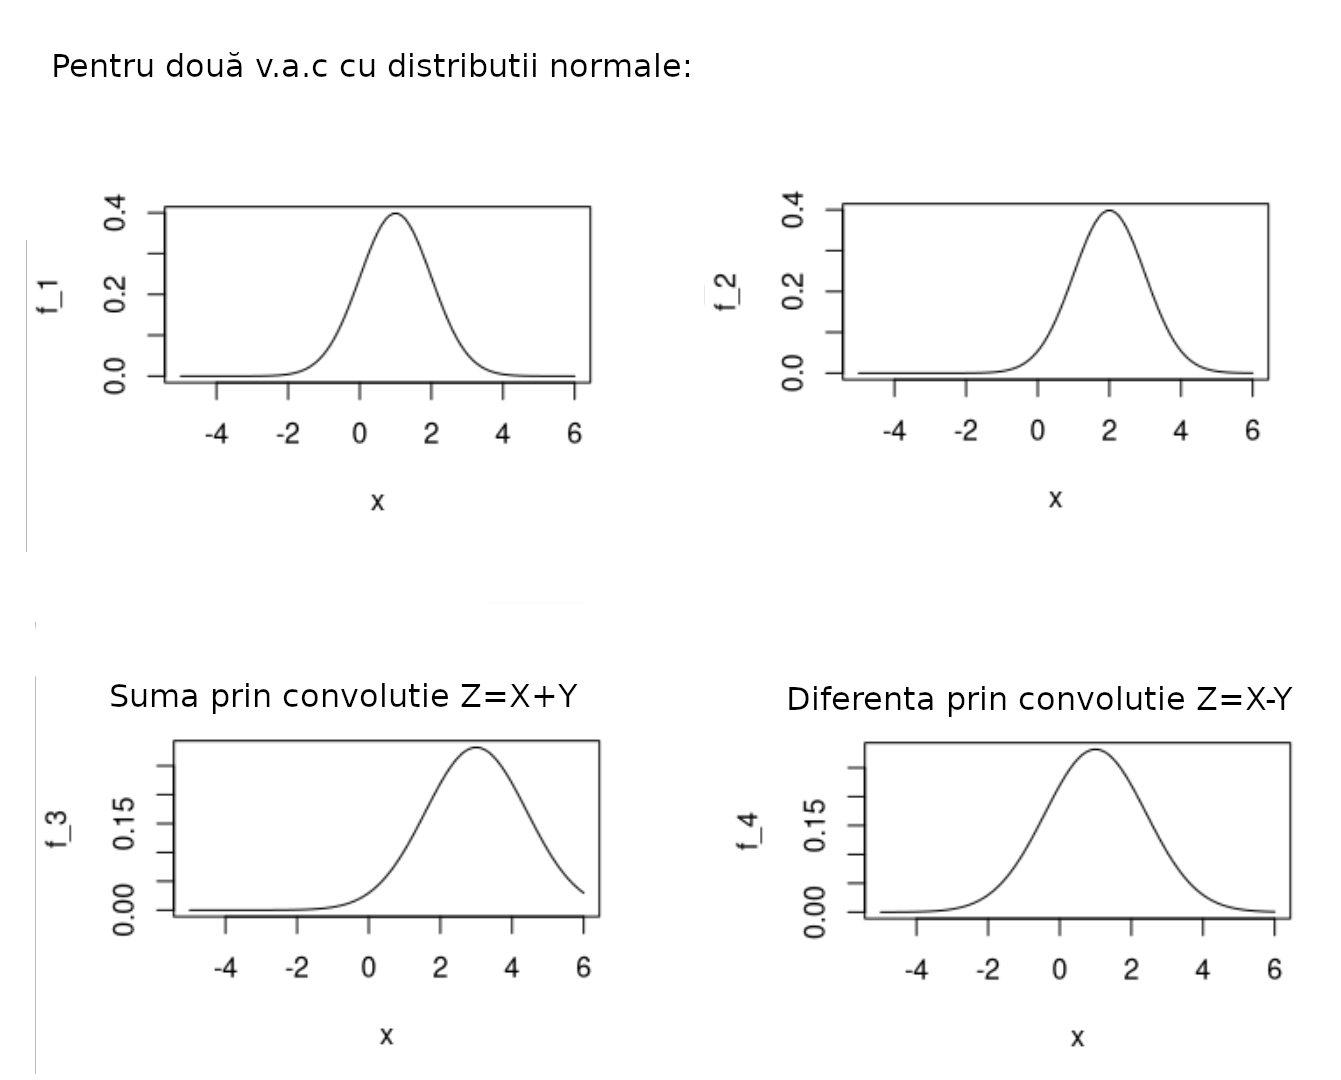 Pentru două v.a.c cu distributii normale:
f_1
0.0 0.2 0.4
-4 -2 0 2 4 6
x
f_2
0.0 0.2 0.4
-4 -2 0 2 4 6
x
Suma prin convolutie Z=X+Y
f_3
0.00 0.15
-4 -2 0 2 4 6
x
Diferenta prin convolutie Z=X-Y
f_4
0.00 0.15
-4 -2 0 2 4 6
x